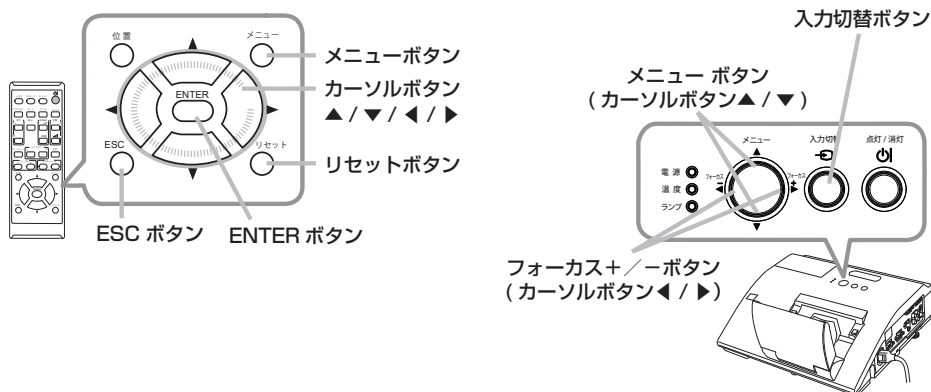 位置
メニュー
ENTER
ESC
リセット
メニューボタン
カーソルボタン
▲ / ▼ / ◀ / ▶
リセットボタン
ESC ボタン
ENTER ボタン
入力切替ボタン
メニュー ボタン
( カーソルボタン▲ / ▼ )
メニュー
入力切替
点灯 / 消灯
電 源
温 度
ランプ
フォーカス
－
フォーカス
+
フォーカス＋／－ボタン
( カーソルボタン◀ / ▶)